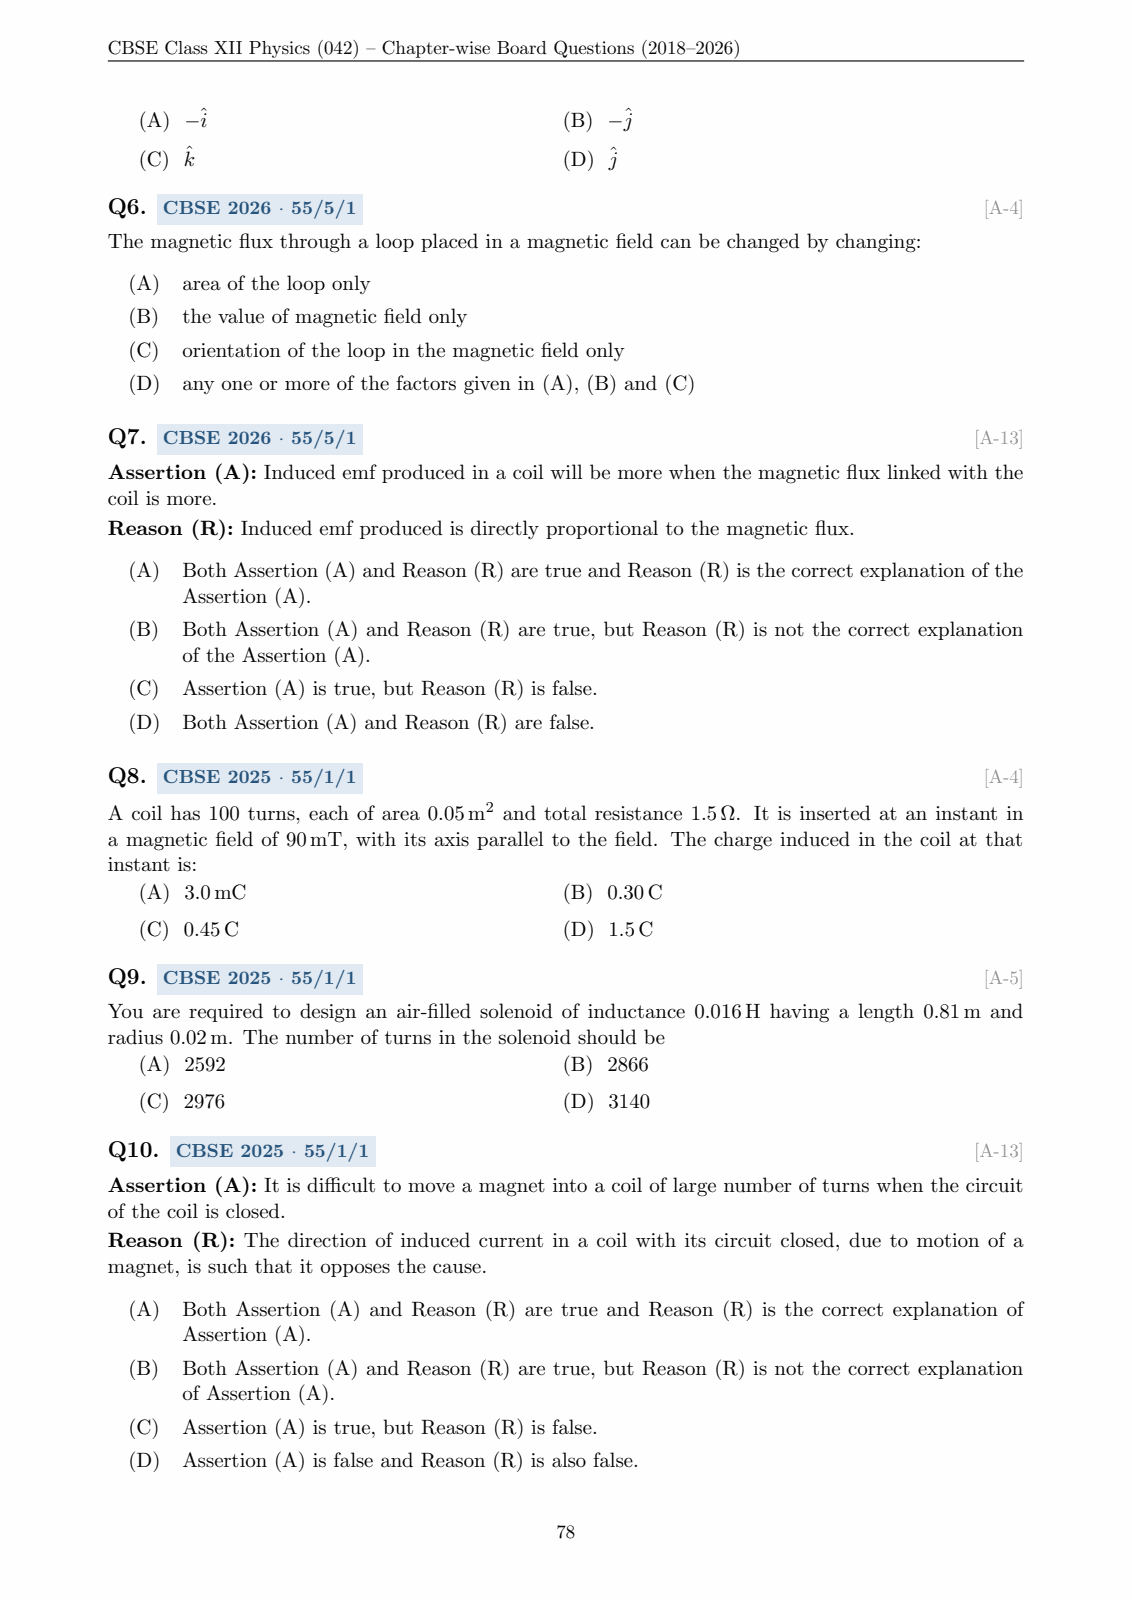 CBSE Class XII Physics (042) – Chapter-wise Board Questions (2018–2026)
(A) −î (B) −ĵ
(C) k̂ (D) ĵ
Q6. CBSE 2026 · 55/5/1 [A-4]
The magnetic flux through a loop placed in a magnetic field can be changed by changing:
(A) area of the loop only
(B) the value of magnetic field only
(C) orientation of the loop in the magnetic field only
(D) any one or more of the factors given in (A), (B) and (C)
Q7. CBSE 2026 · 55/5/1 [A-13]
Assertion (A): Induced emf produced in a coil will be more when the magnetic flux linked with the
coil is more.
Reason (R): Induced emf produced is directly proportional to the magnetic flux.
(A) Both Assertion (A) and Reason (R) are true and Reason (R) is the correct explanation of the
Assertion (A).
(B) Both Assertion (A) and Reason (R) are true, but Reason (R) is not the correct explanation
of the Assertion (A).
(C) Assertion (A) is true, but Reason (R) is false.
(D) Both Assertion (A) and Reason (R) are false.
Q8. CBSE 2025 · 55/1/1 [A-4]
A coil has 100 turns, each of area 0.05 m² and total resistance 1.5 Ω. It is inserted at an instant in
a magnetic field of 90 mT, with its axis parallel to the field. The charge induced in the coil at that
instant is:
(A) 3.0 mC (B) 0.30 C
(C) 0.45 C (D) 1.5 C
Q9. CBSE 2025 · 55/1/1 [A-5]
You are required to design an air-filled solenoid of inductance 0.016 H having a length 0.81 m and
radius 0.02 m. The number of turns in the solenoid should be
(A) 2592 (B) 2866
(C) 2976 (D) 3140
Q10. CBSE 2025 · 55/1/1 [A-13]
Assertion (A): It is difficult to move a magnet into a coil of large number of turns when the circuit
of the coil is closed.
Reason (R): The direction of induced current in a coil with its circuit closed, due to motion of a
magnet, is such that it opposes the cause.
(A) Both Assertion (A) and Reason (R) are true and Reason (R) is the correct explanation of
Assertion (A).
(B) Both Assertion (A) and Reason (R) are true, but Reason (R) is not the correct explanation
of Assertion (A).
(C) Assertion (A) is true, but Reason (R) is false.
(D) Assertion (A) is false and Reason (R) is also false.
78